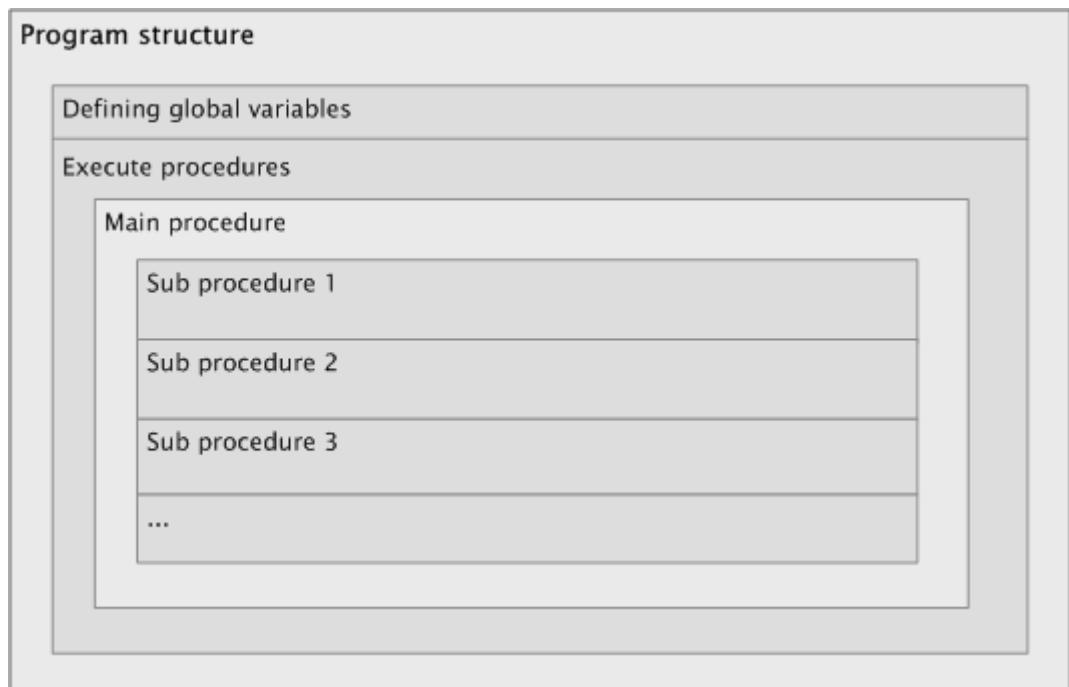 Program structure
Defining global variables
Execute procedures
Main procedure
Sub procedure 1
Sub procedure 2
Sub procedure 3
...